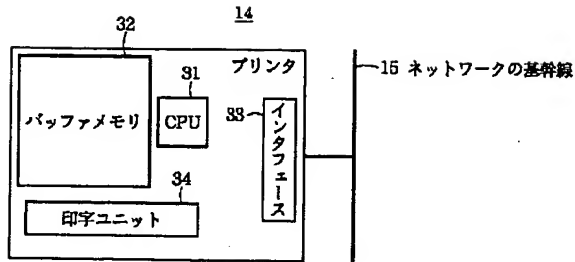 14
32
プリンタ
31
15 ネットワークの基幹線
バッファメモリ
CPU
33
インタフェース
34
印字ユニット